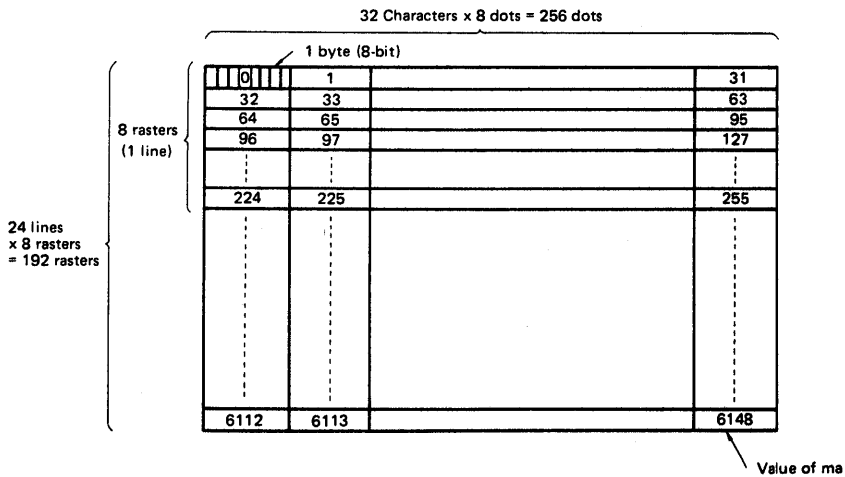 32 Characters x 8 dots = 256 dots
1 byte (8-bit)
0 1 31
32 33 63
64 65 95
96 97 127
8 rasters
(1 line)
224 225 255
24 lines
x 8 rasters
= 192 rasters
6112 6113 6148
Value of ma